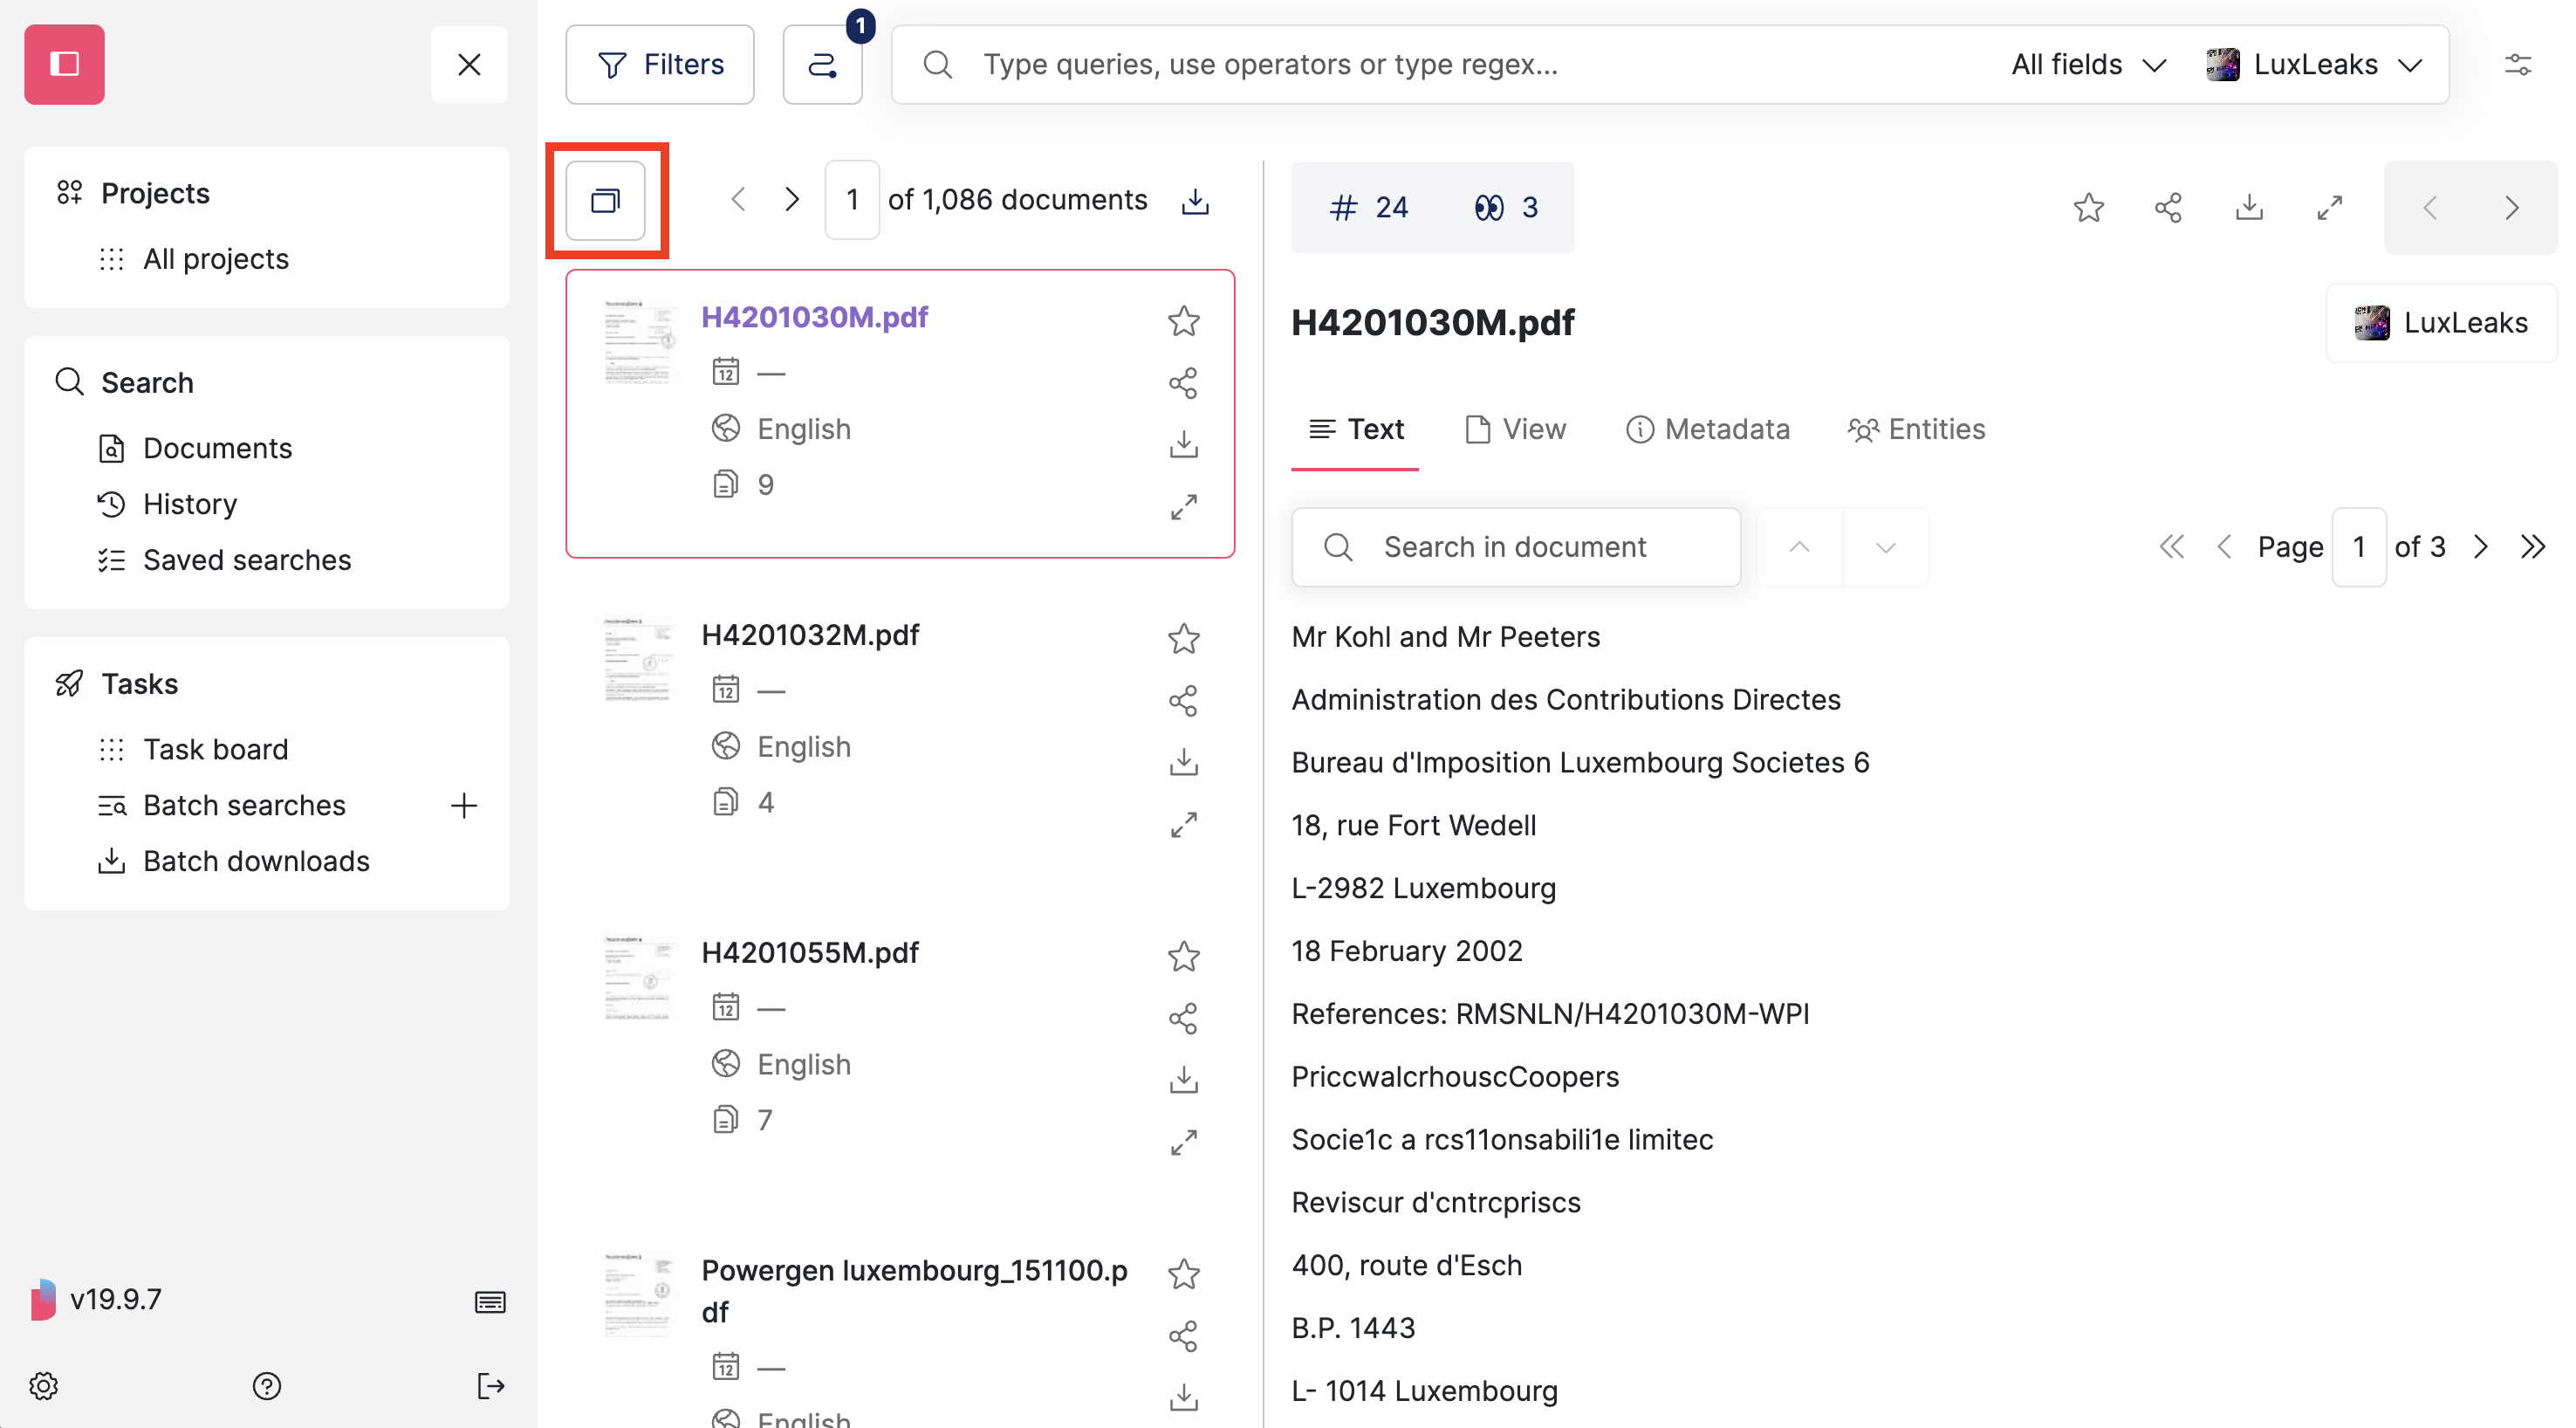 Projects
All projects
Search
Documents
History
Saved searches
Tasks
Task board
Batch searches
Batch downloads
v19.9.7
Filters
1
Type queries, use operators or type regex...
All fields
LuxLeaks
1 of 1,086 documents
H4201030M.pdf
12 —
English
9
H4201032M.pdf
12 —
English
4
H4201055M.pdf
12 —
English
7
Powergen luxembourg_151100.p
df
12 —
English
# 24
3
H4201030M.pdf
LuxLeaks
Text View Metadata Entities
Search in document
Page 1 of 3
Mr Kohl and Mr Peeters
Administration des Contributions Directes
Bureau d'Imposition Luxembourg Societes 6
18, rue Fort Wedell
L-2982 Luxembourg
18 February 2002
References: RMSNLN/H4201030M-WPI
PriccwalcrhouscCoopers
Socie1c a rcs11onsabili1e limitec
Reviscur d'cntrcpriscs
400, route d'Esch
B.P. 1443
L- 1014 Luxembourg